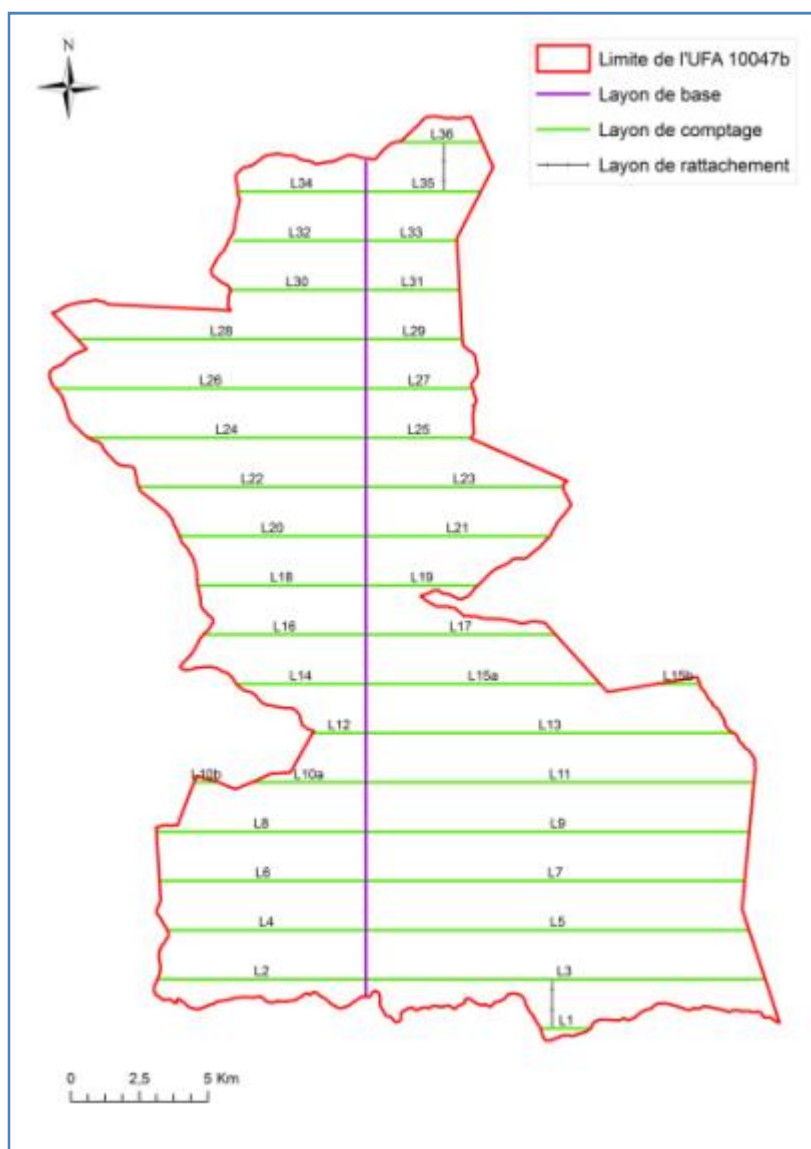 N
Limite de l'UFA 10047b
Layon de base
Layon de comptage
Layon de rattachement
L36
L34 L35
L32 L33
L30 L31
L28 L29
L26 L27
L24 L25
L22 L23
L20 L21
L18 L19
L16 L17
L14 L15a L15b
L12 L13
L10b L10a L11
L8 L9
L6 L7
L4 L5
L2 L3
L1
0 2,5 5 Km